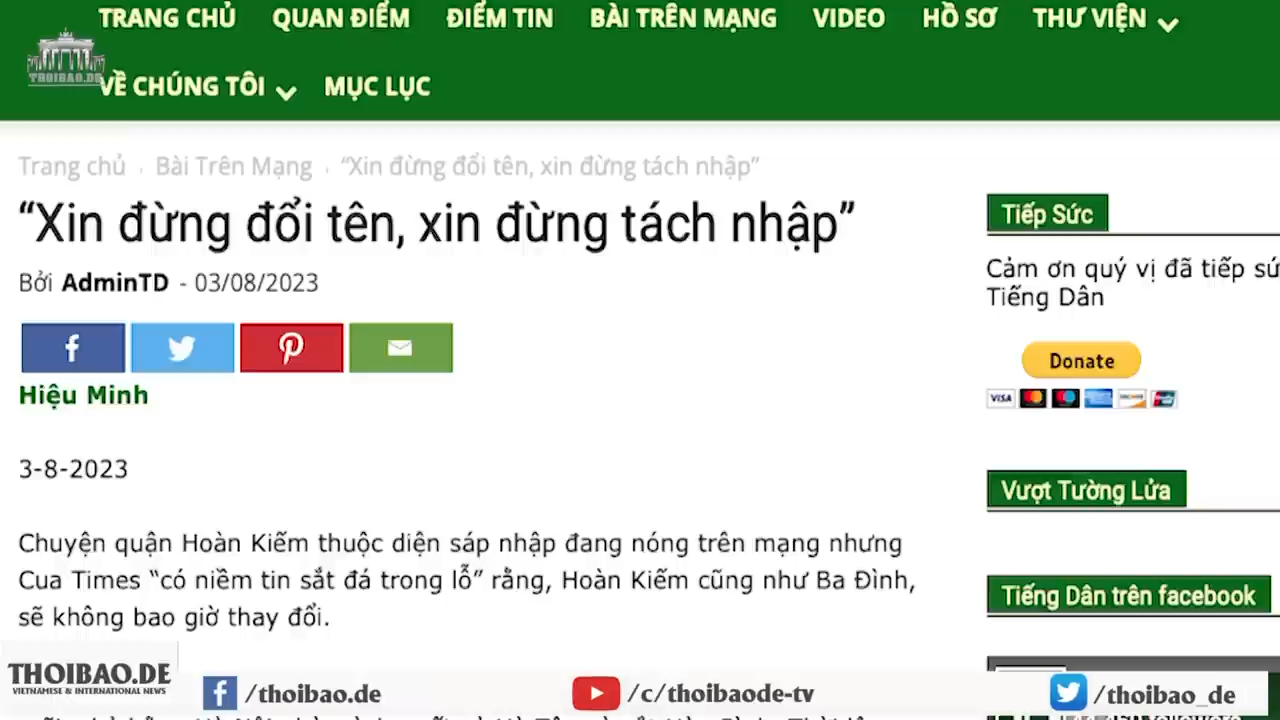 TRANG CHỦ QUAN ĐIỂM ĐIỂM TIN BÀI TRÊN MẠNG VIDEO HỒ SƠ THƯ VIỆN
THOIBAO.DE
VỀ CHÚNG TÔI MỤC LỤC
Trang chủ › Bài Trên Mạng › “Xin đừng đổi tên, xin đừng tách nhập”
“Xin đừng đổi tên, xin đừng tách nhập”
Bởi AdminTD - 03/08/2023
Hiệu Minh
3-8-2023
Chuyện quận Hoàn Kiếm thuộc diện sáp nhập đang nóng trên mạng nhưng
Cua Times “có niềm tin sắt đá trong lỗ” rằng, Hoàn Kiếm cũng như Ba Đình,
sẽ không bao giờ thay đổi.
Tiếp Sức
Cảm ơn quý vị đã tiếp sứ
Tiếng Dân
Donate
VISA
Vượt Tường Lửa
Tiếng Dân trên facebook
THOIBAO.DE
VIETNAMESE & INTERNATIONAL NEWS
/thoibao.de
/c/thoibaode-tv
/thoibao_de